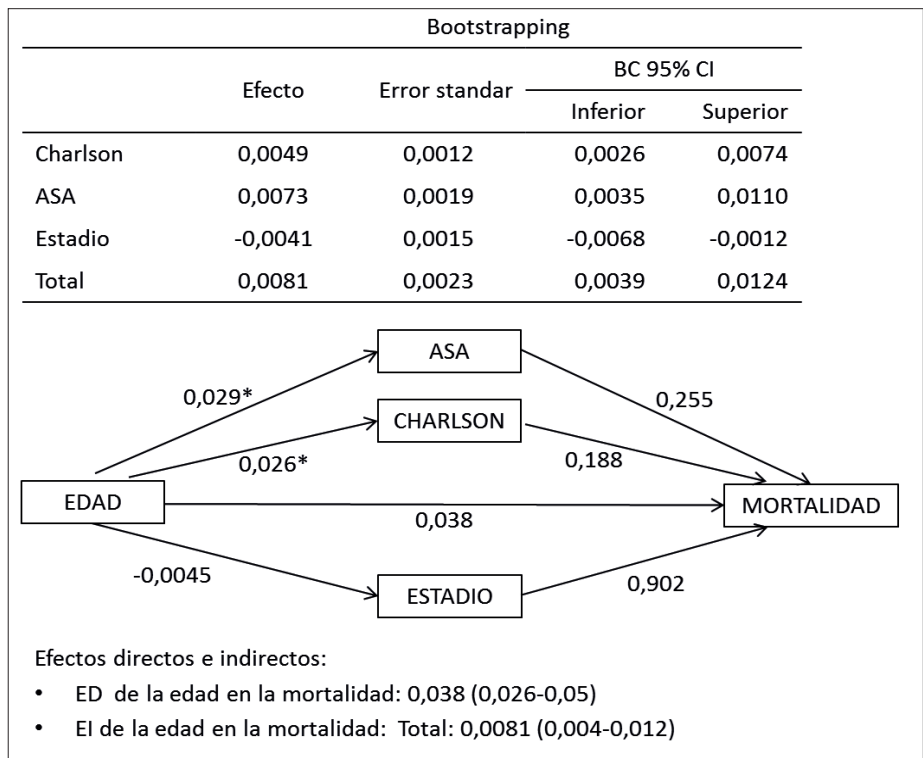 Bootstrapping
BC 95% CI
Efecto Error standar
Inferior Superior
Charlson 0,0049 0,0012 0,0026 0,0074
ASA 0,0073 0,0019 0,0035 0,0110
Estadio -0,0041 0,0015 -0,0068 -0,0012
Total 0,0081 0,0023 0,0039 0,0124
ASA
0,029*
0,255
CHARLSON
0,026*
0,188
EDAD
MORTALIDAD
0,038
-0,0045
ESTADIO
0,902
Efectos directos e indirectos:
• ED de la edad en la mortalidad: 0,038 (0,026-0,05)
• EI de la edad en la mortalidad: Total: 0,0081 (0,004-0,012)